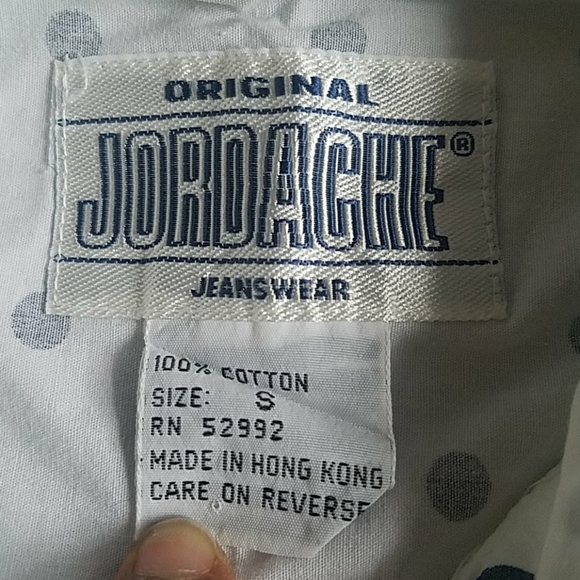 ORIGINAL
JORDACHE®
JEANSWEAR
100% COTTON
SIZE: S
RN 52992
MADE IN HONG KONG
CARE ON REVERSE